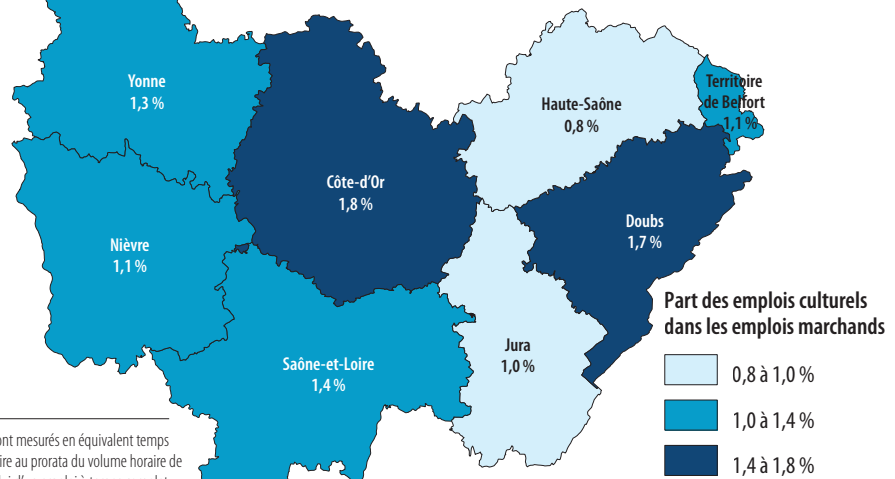 Yonne
1,3 %
Côte-d'Or
1,8 %
Haute-Saône
0,8 %
Territoire
de Belfort
1,1 %
Doubs
1,7 %
Nièvre
1,1 %
Saône-et-Loire
1,4 %
Jura
1,0 %
Part des emplois culturels
dans les emplois marchands
0,8 à 1,0 %
1,0 à 1,4 %
1,4 à 1,8 %
ont mesurés en équivalent temps
ire au prorata du volume horaire de